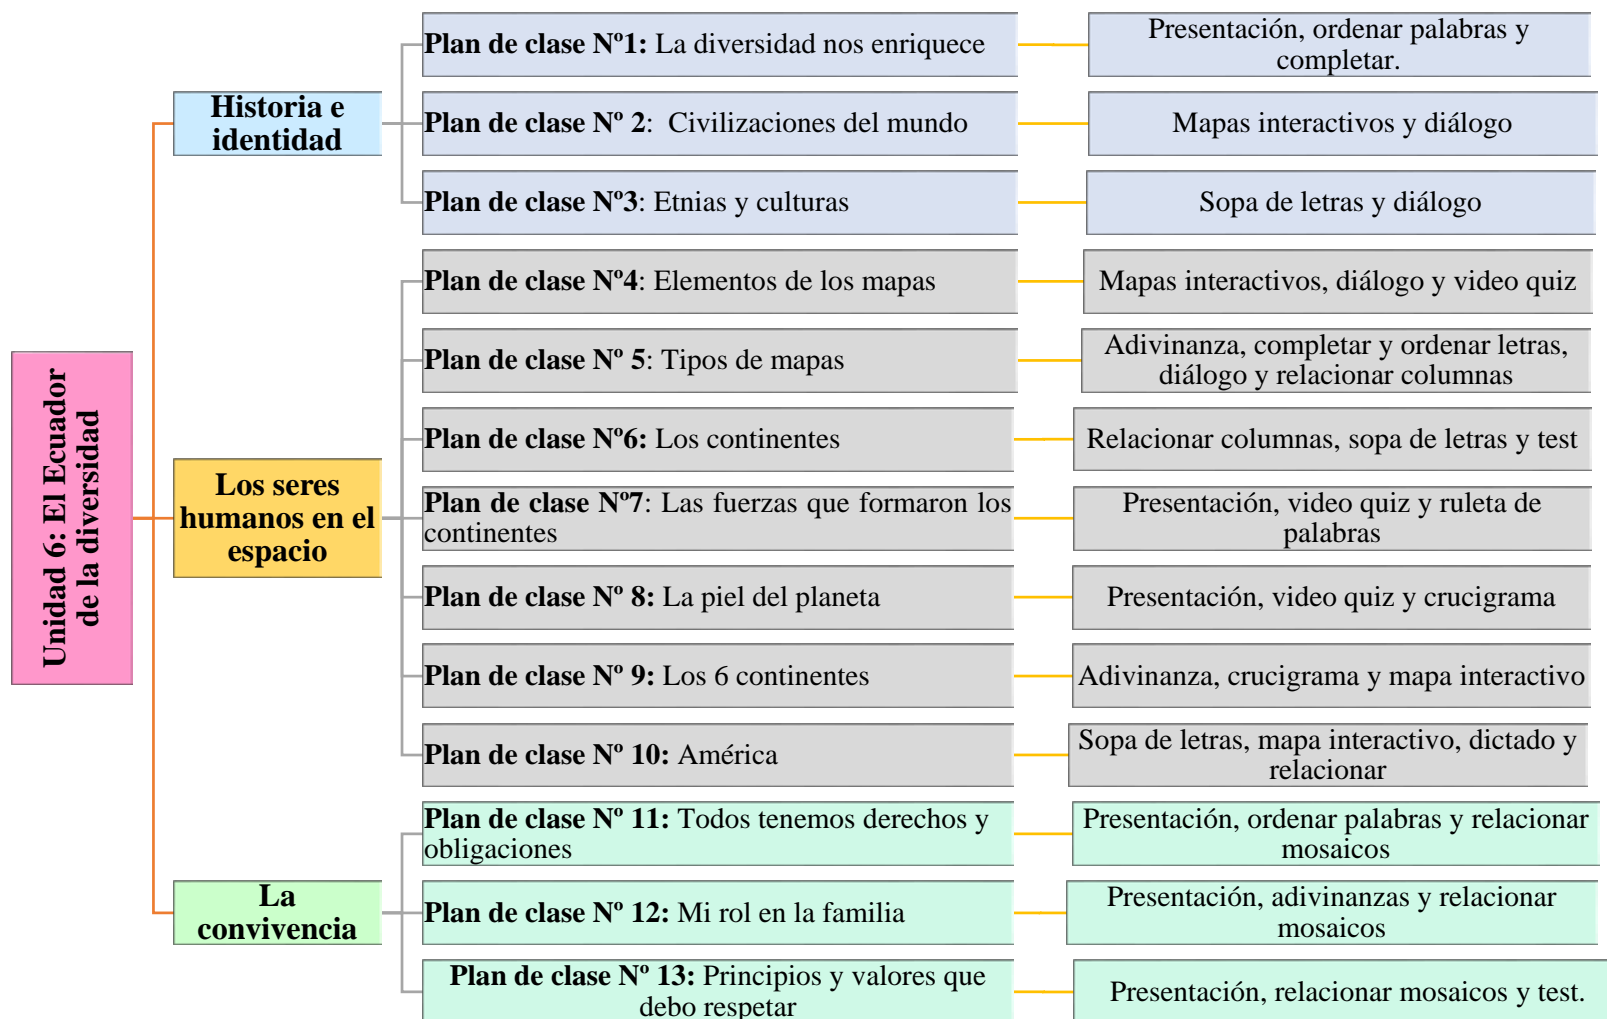 Unidad 6: El Ecuador
de la diversidad
Historia e
identidad
Plan de clase Nº1: La diversidad nos enriquece
Presentación, ordenar palabras y
completar.
Plan de clase Nº 2:  Civilizaciones del mundo
Mapas interactivos y diálogo
Plan de clase Nº3: Etnias y culturas
Sopa de letras y diálogo
Los seres
humanos en el
espacio
Plan de clase Nº4: Elementos de los mapas
Mapas interactivos, diálogo y video quiz
Plan de clase Nº 5: Tipos de mapas
Adivinanza, completar y ordenar letras,
diálogo y relacionar columnas
Plan de clase Nº6: Los continentes
Relacionar columnas, sopa de letras y test
Plan de clase Nº7: Las fuerzas que formaron los
continentes
Presentación, video quiz y ruleta de
palabras
Plan de clase Nº 8: La piel del planeta
Presentación, video quiz y crucigrama
Plan de clase Nº 9: Los 6 continentes
Adivinanza, crucigrama y mapa interactivo
Plan de clase Nº 10: América
Sopa de letras, mapa interactivo, dictado y
relacionar
La
convivencia
Plan de clase Nº 11: Todos tenemos derechos y
obligaciones
Presentación, ordenar palabras y relacionar
mosaicos
Plan de clase Nº 12: Mi rol en la familia
Presentación, adivinanzas y relacionar
mosaicos
Plan de clase Nº 13: Principios y valores que
debo respetar
Presentación, relacionar mosaicos y test.